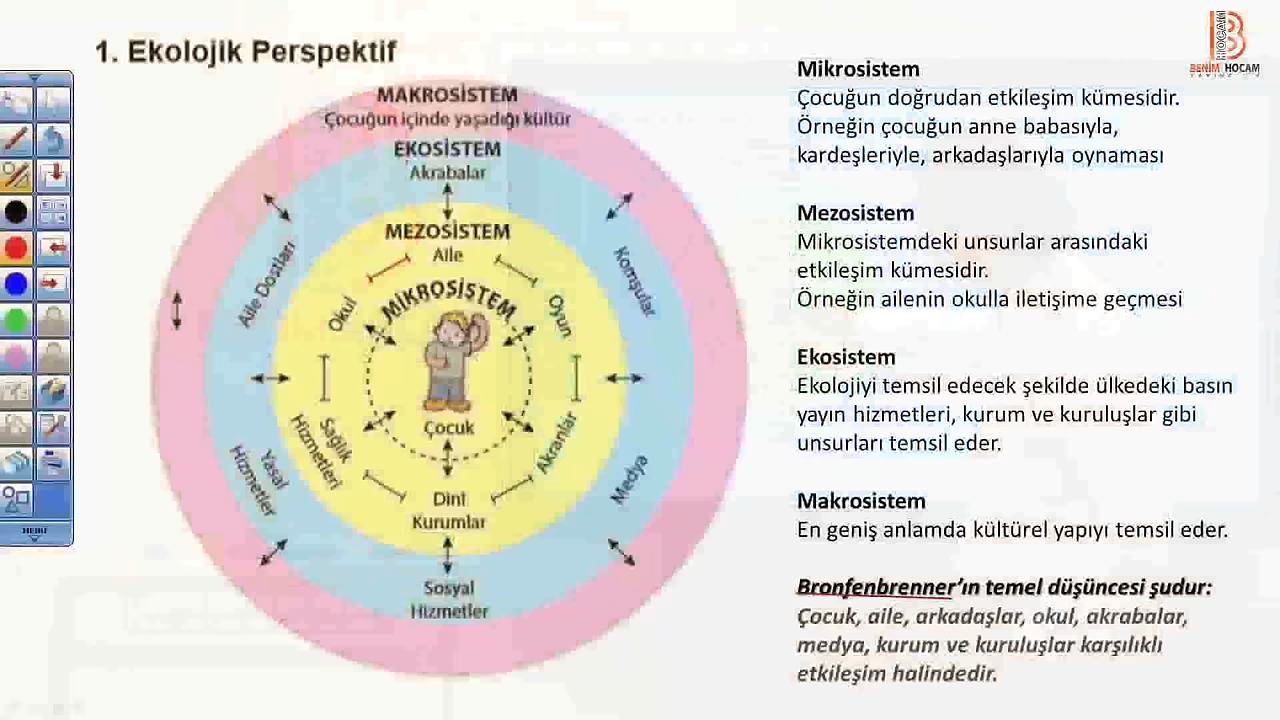 1. Ekolojik Perspektif
MAKROSİSTEM
Çocuğun içinde yaşadığı kültür
EKOSİSTEM
Akrabalar
MEZOSİSTEM
Aile
MİKROSİSTEM
Okul
Oyun
Aile Dostları
Komşular
Çocuk
Sağlık
Hizmetleri
Akranlar
Yasal
Hizmetler
Medya
Dinî
Kurumlar
Sosyal
Hizmetler
BENİM HOCAM
YAYINEVİ
Mikrosistem
Çocuğun doğrudan etkileşim kümesidir.
Örneğin çocuğun anne babasıyla,
kardeşleriyle, arkadaşlarıyla oynaması
Mezosistem
Mikrosistemdeki unsurlar arasındaki
etkileşim kümesidir.
Örneğin ailenin okulla iletişime geçmesi
Ekosistem
Ekolojiyi temsil edecek şekilde ülkedeki basın
yayın hizmetleri, kurum ve kuruluşlar gibi
unsurları temsil eder.
Makrosistem
En geniş anlamda kültürel yapıyı temsil eder.
Bronfenbrenner’ın temel düşüncesi şudur:
Çocuk, aile, arkadaşlar, okul, akrabalar,
medya, kurum ve kuruluşlar karşılıklı
etkileşim halindedir.
MENU